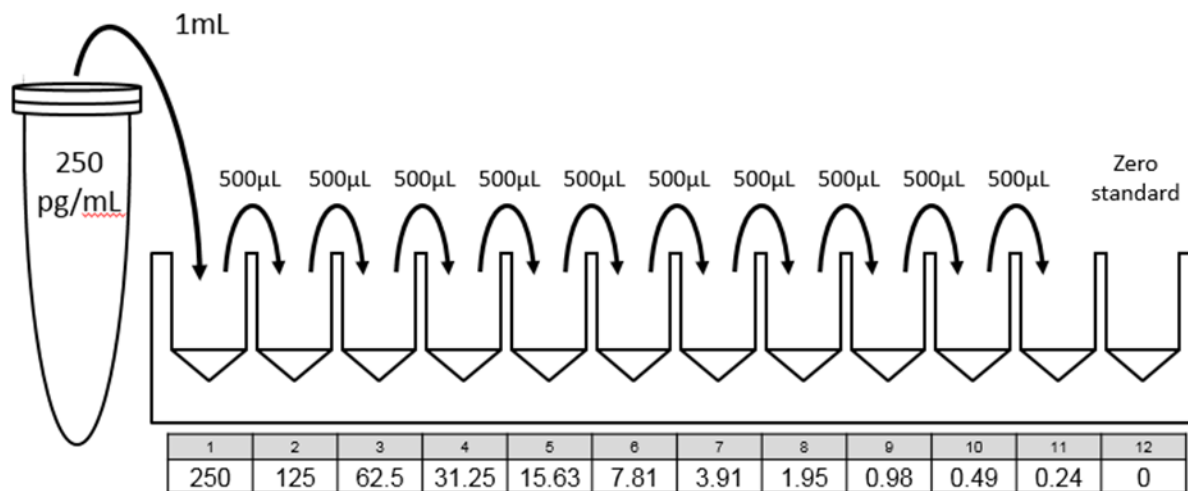 1mL
250
pg/mL
500µL 500µL 500µL 500µL 500µL 500µL 500µL 500µL 500µL 500µL
Zero
standard
1 2 3 4 5 6 7 8 9 10 11 12
250 125 62.5 31.25 15.63 7.81 3.91 1.95 0.98 0.49 0.24 0